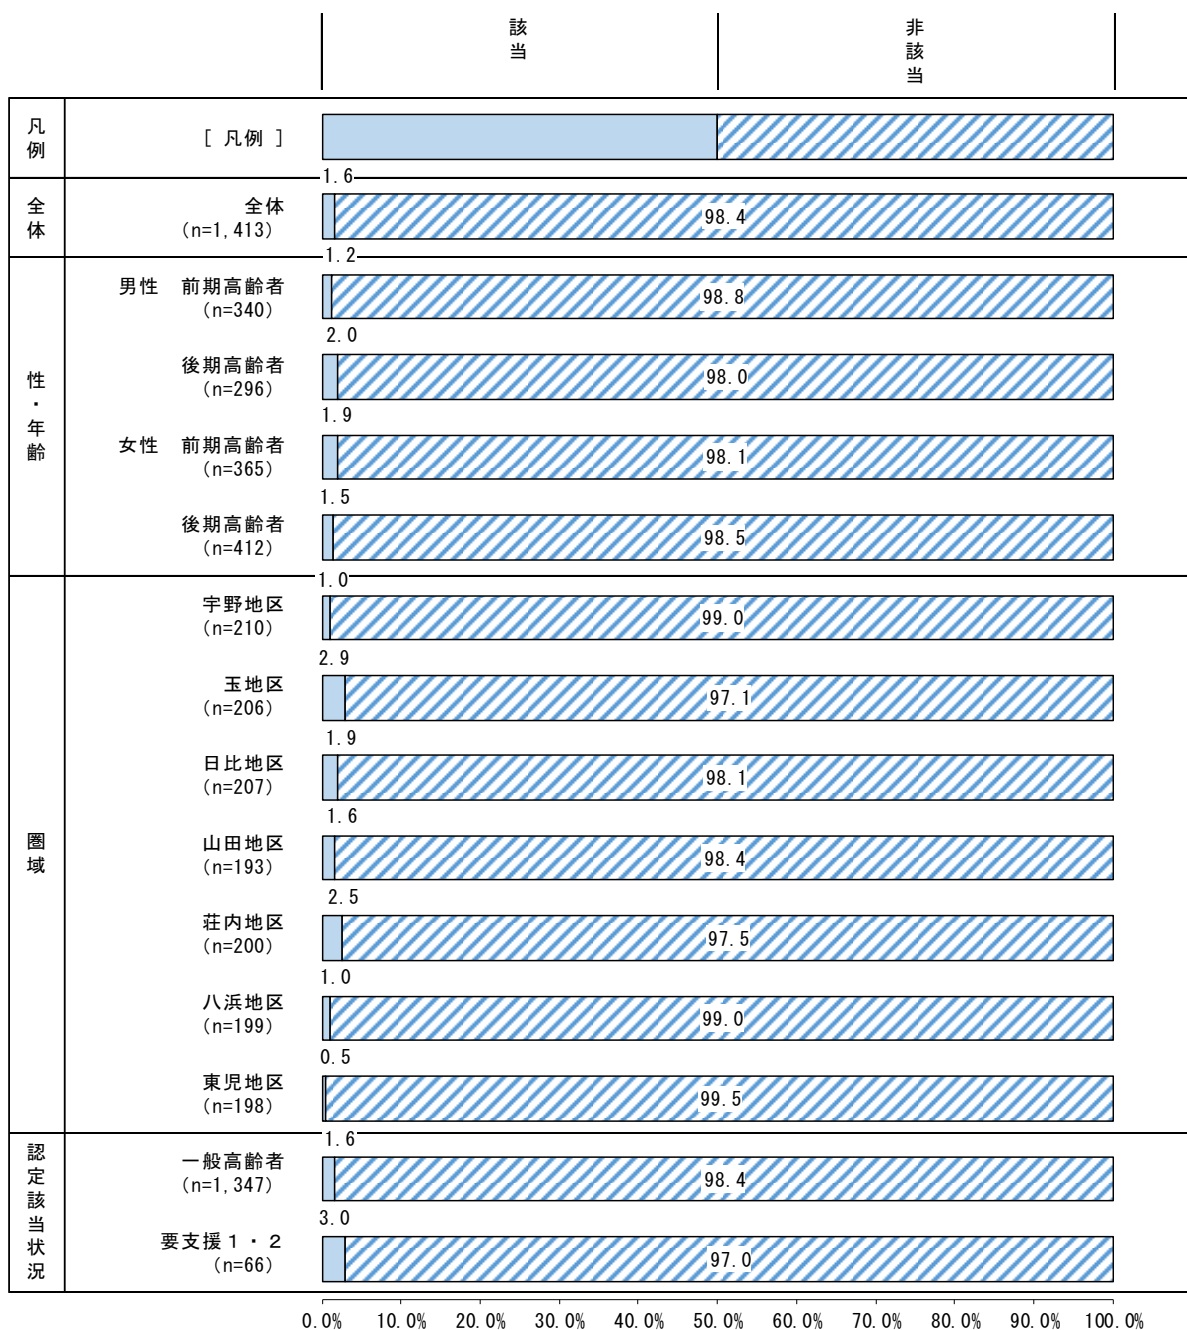 該当
非該当
凡例
[ 凡例 ]
全体
1.6
全体
(n=1,413)
98.4
性・年齢
1.2
男性　前期高齢者
(n=340)
98.8
2.0
後期高齢者
(n=296)
98.0
1.9
女性　前期高齢者
(n=365)
98.1
1.5
後期高齢者
(n=412)
98.5
圏域
1.0
宇野地区
(n=210)
99.0
2.9
玉地区
(n=206)
97.1
1.9
日比地区
(n=207)
98.1
1.6
山田地区
(n=193)
98.4
2.5
荘内地区
(n=200)
97.5
1.0
八浜地区
(n=199)
99.0
0.5
東児地区
(n=198)
99.5
認定該当状況
1.6
一般高齢者
(n=1,347)
98.4
3.0
要支援１・２
(n=66)
97.0
0.0% 10.0% 20.0% 30.0% 40.0% 50.0% 60.0% 70.0% 80.0% 90.0% 100.0%